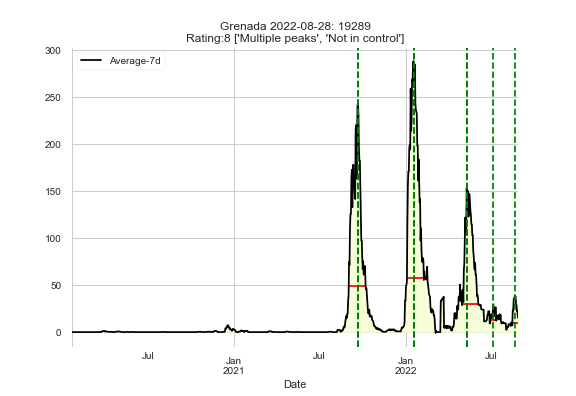 Grenada 2022-08-28: 19289
Rating:8 ['Multiple peaks', 'Not in control']
300
Average-7d
250
200
150
100
50
0
Jul
Jan
2021
Jul
Jan
2022
Jul
Date